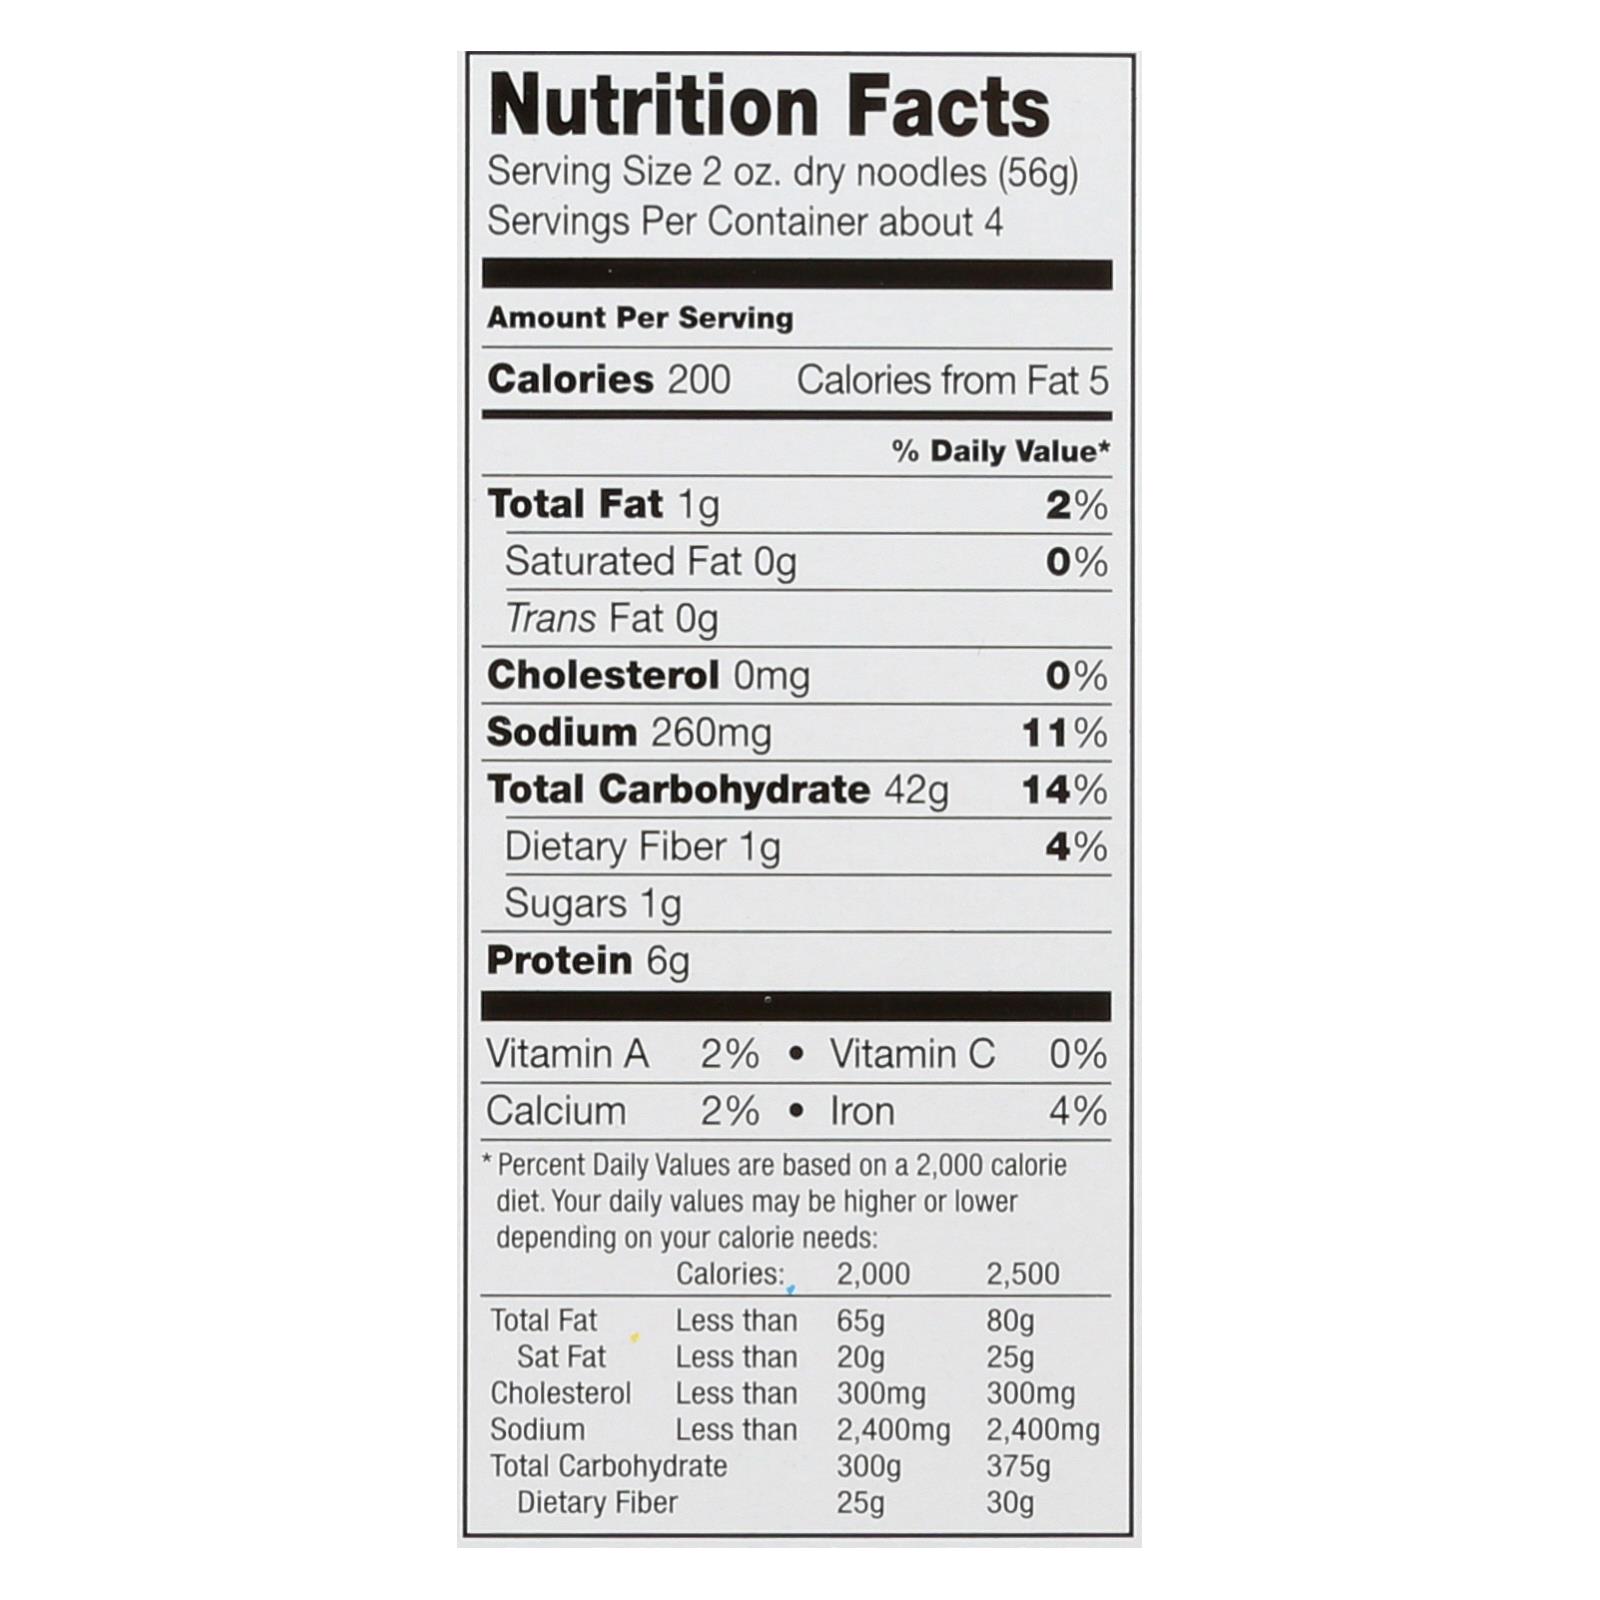 Nutrition Facts
Serving Size 2 oz. dry noodles (56g)
Servings Per Container about 4
Amount Per Serving
Calories 200 Calories from Fat 5
% Daily Value*
Total Fat 1g 2%
Saturated Fat 0g 0%
Trans Fat 0g
Cholesterol 0mg 0%
Sodium 260mg 11%
Total Carbohydrate 42g 14%
Dietary Fiber 1g 4%
Sugars 1g
Protein 6g
Vitamin A 2% • Vitamin C 0%
Calcium 2% • Iron 4%
* Percent Daily Values are based on a 2,000 calorie
diet. Your daily values may be higher or lower
depending on your calorie needs:
Calories: 2,000 2,500
Total Fat Less than 65g 80g
Sat Fat Less than 20g 25g
Cholesterol Less than 300mg 300mg
Sodium Less than 2,400mg 2,400mg
Total Carbohydrate 300g 375g
Dietary Fiber 25g 30g